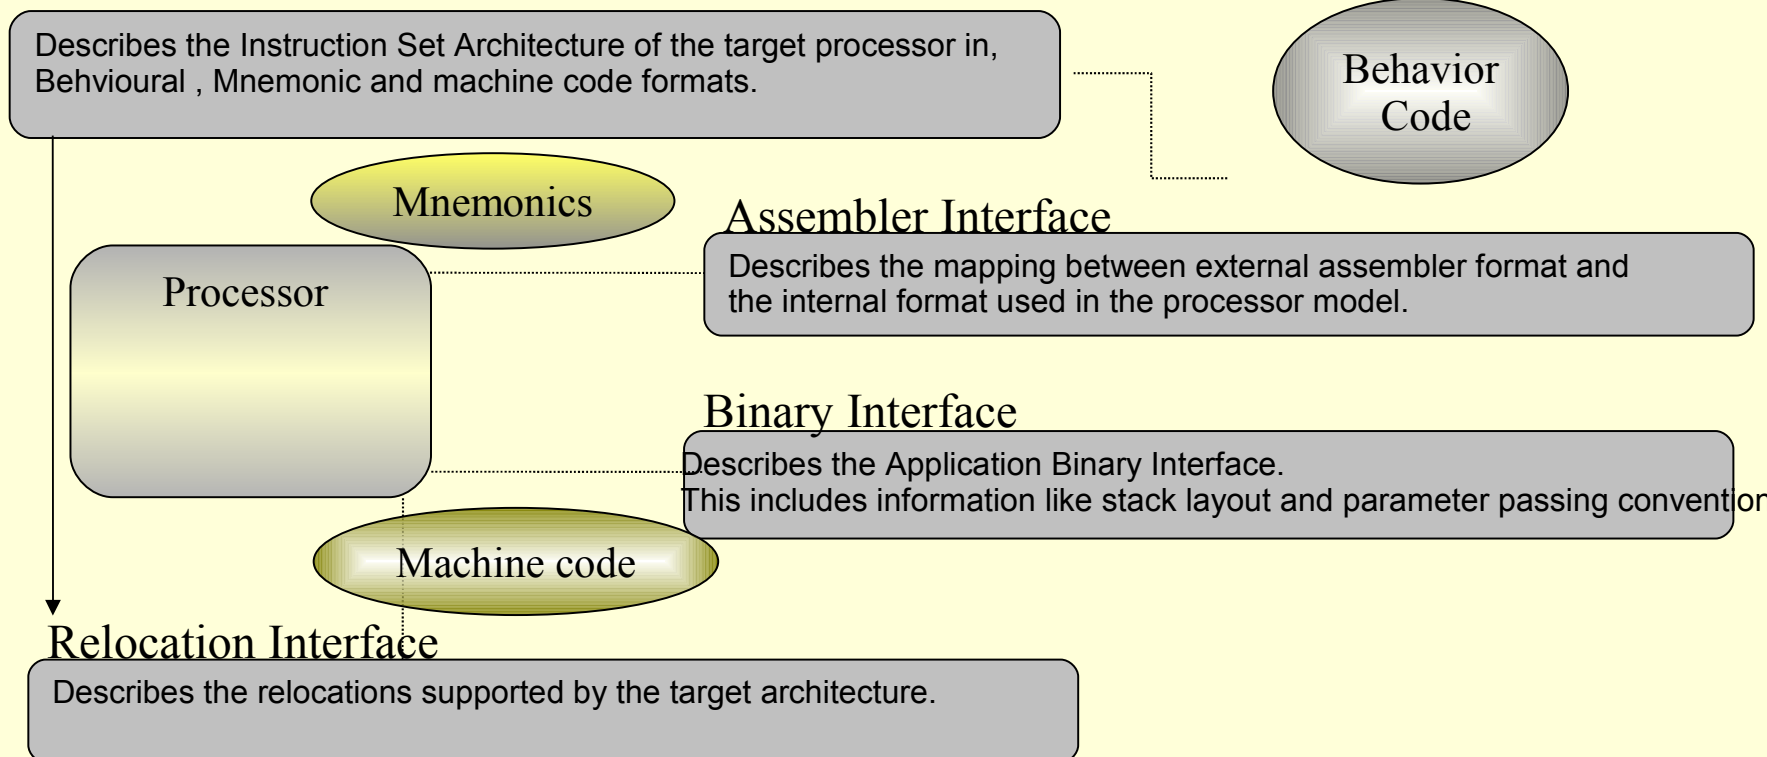 Describes the Instruction Set Architecture of the target processor in,
Behvioural , Mnemonic and machine code formats.
Behavior
Code
Mnemonics
Assembler Interface
Describes the mapping between external assembler format and
the internal format used in the processor model.
Processor
Binary Interface
Describes the Application Binary Interface.
This includes information like stack layout and parameter passing convention
Machine code
Relocation Interface
Describes the relocations supported by the target architecture.